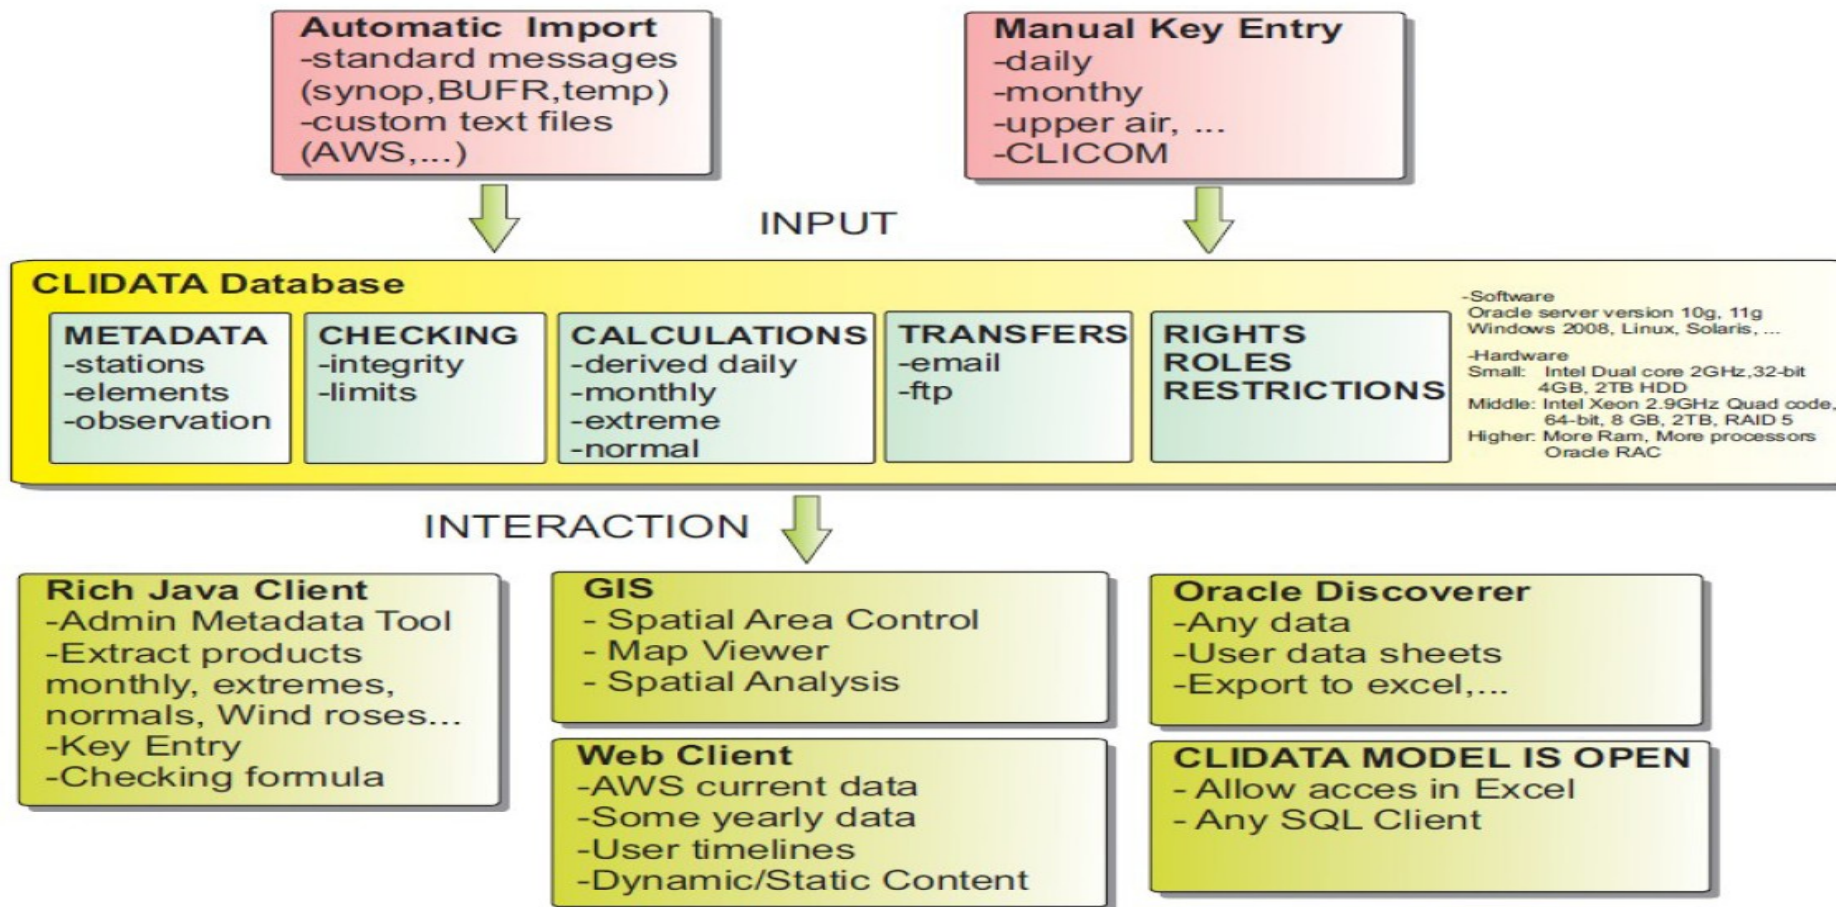 Automatic Import
-standard messages
(synop,BUFR,temp)
-custom text files
(AWS,...)
Manual Key Entry
-daily
-monthy
-upper air, ...
-CLICOM
INPUT
CLIDATA Database
METADATA
-stations
-elements
-observation
CHECKING
-integrity
-limits
CALCULATIONS
-derived daily
-monthly
-extreme
-normal
TRANSFERS
-email
-ftp
RIGHTS
ROLES
RESTRICTIONS
-Software
Oracle server version 10g, 11g
Windows 2008, Linux, Solaris, ...
-Hardware
Small: Intel Dual core 2GHz,32-bit
4GB, 2TB HDD
Middle: Intel Xeon 2.9GHz Quad code,
64-bit, 8 GB, 2TB, RAID 5
Higher: More Ram, More processors
Oracle RAC
INTERACTION
Rich Java Client
-Admin Metadata Tool
-Extract products
monthly, extremes,
normals, Wind roses...
-Key Entry
-Checking formula
GIS
- Spatial Area Control
- Map Viewer
- Spatial Analysis
Web Client
-AWS current data
-Some yearly data
-User timelines
-Dynamic/Static Content
Oracle Discoverer
-Any data
-User data sheets
-Export to excel,...
CLIDATA MODEL IS OPEN
- Allow acces in Excel
- Any SQL Client